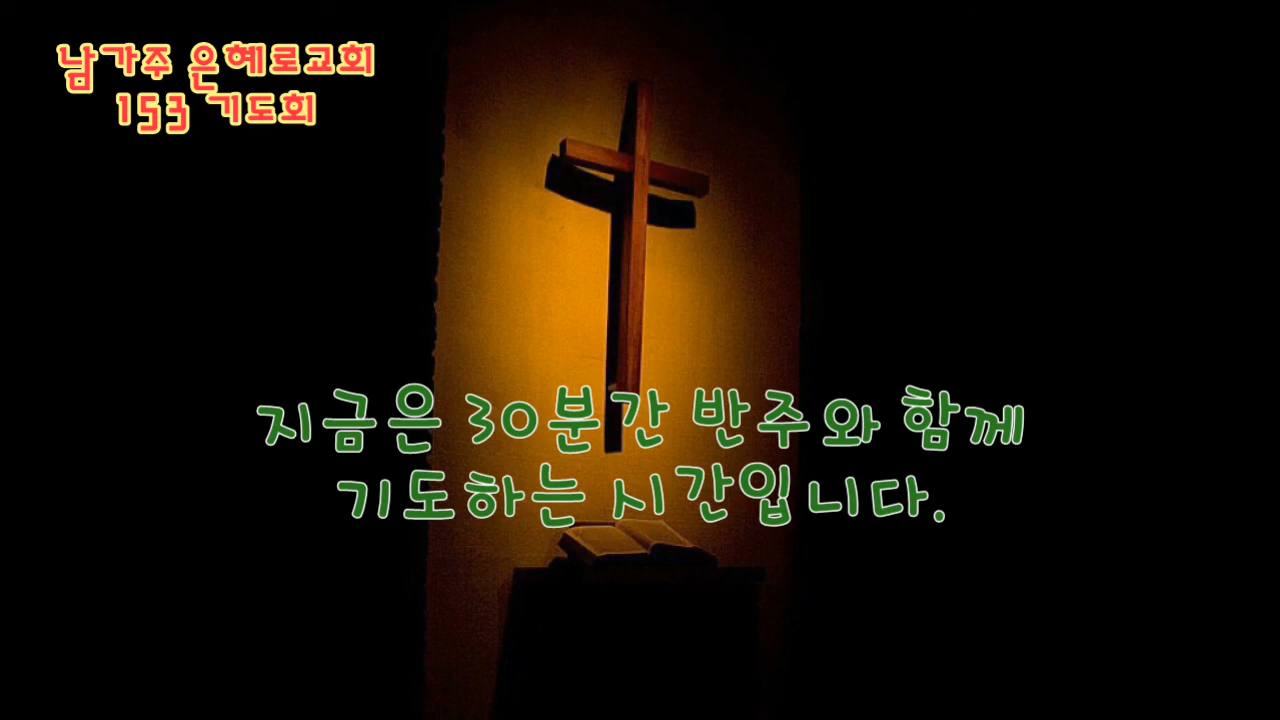 남가주 은혜로교회
153 기도회
지금은 30분간 반주와 함께
기도하는 시간입니다.